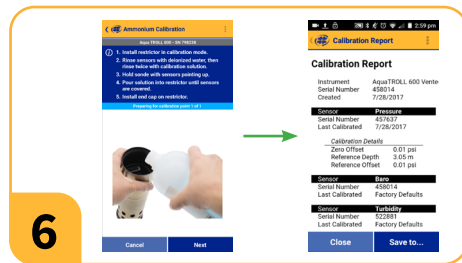 Ammonium Calibration
Aqua TROLL 600 - SN 798238
1. Install restrictor in calibration mode.
2. Rinse sensors with deionized water, then
rinse twice with calibration solution.
3. Hold sonde with sensors pointing up.
4. Pour solution into restrictor until sensors
are covered.
5. Install end cap on restrictor.
Preparing for calibration point 1 of 1
Cancel
Next
2:59 pm
Calibration Report
Calibration Report
Instrument AquaTROLL 600 Vente
Serial Number 458014
Created 7/28/2017
Sensor Pressure
Serial Number 457637
Last Calibrated 7/28/2017
Calibration Details
Zero Offset 0.01 psi
Reference Depth 3.05 m
Reference Offset 0.01 psi
Sensor Baro
Serial Number 458014
Last Calibrated Factory Defaults
Sensor Turbidity
Serial Number 522881
Last Calibrated Factory Defaults
Close
Save to...
6